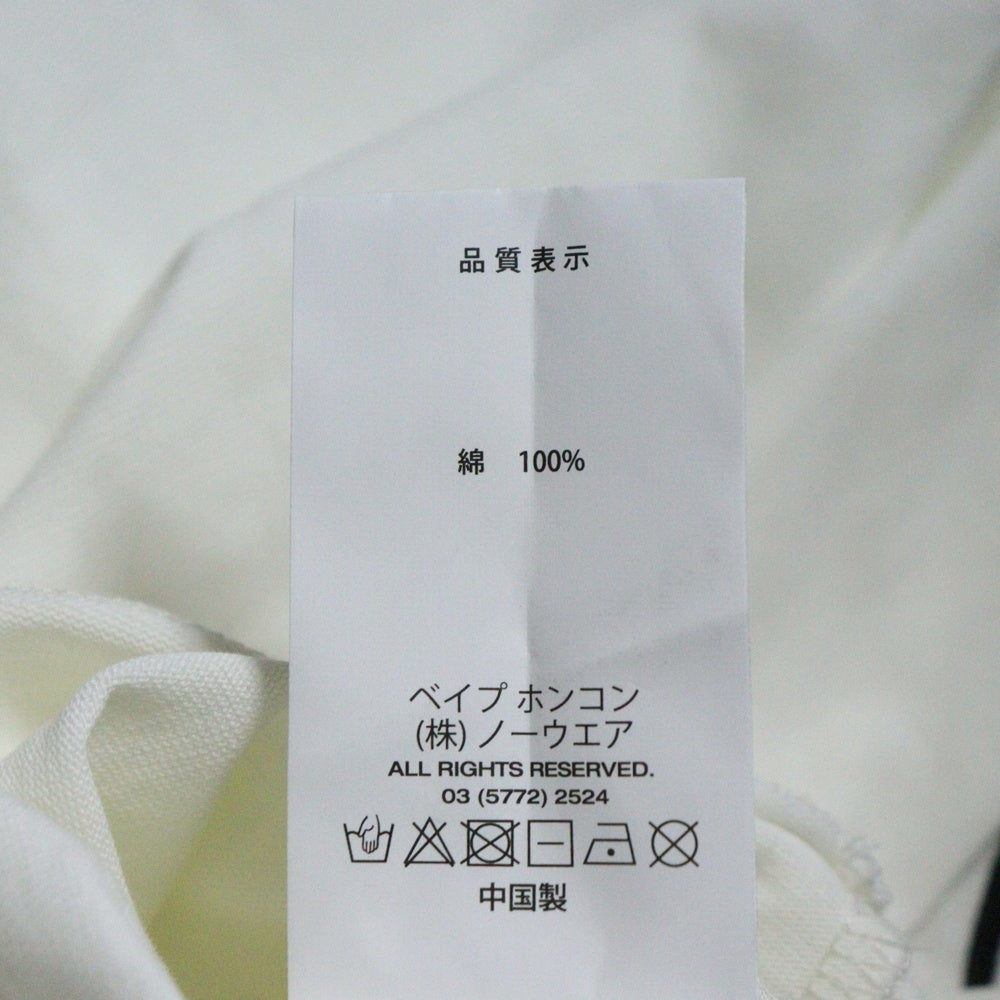 品質表示
綿 100%
ベイプ ホンコン
(株) ノーウエア
ALL RIGHTS RESERVED.
03 (5772) 2524
中国製